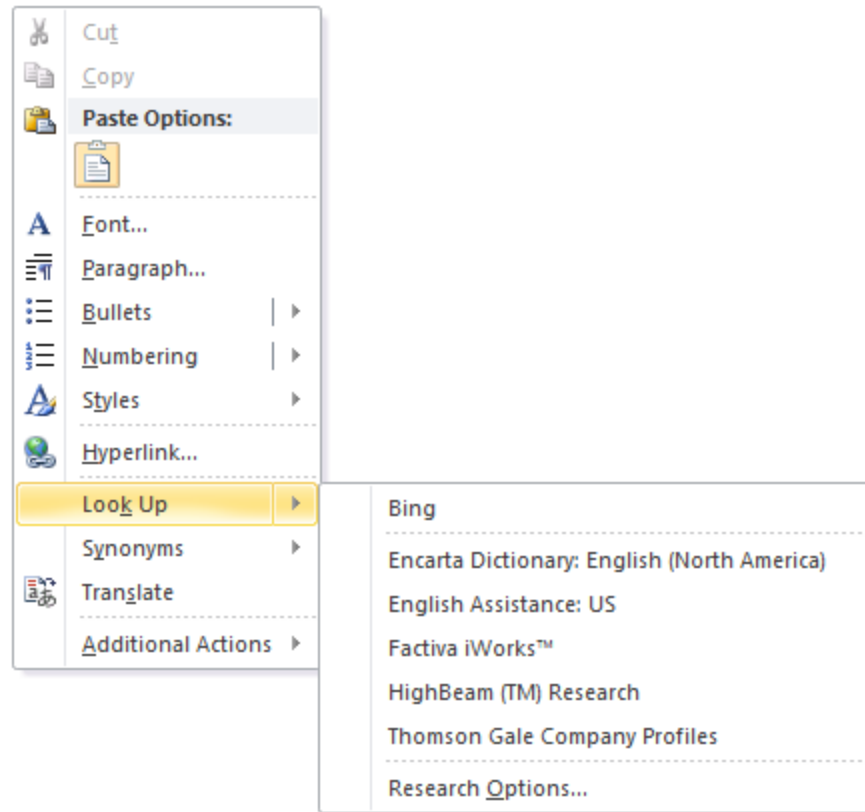 Cut
Copy
Paste Options:
Font...
Paragraph...
Bullets
Numbering
Styles
Hyperlink...
Look Up
Synonyms
Translate
Additional Actions
Bing
Encarta Dictionary: English (North America)
English Assistance: US
Factiva iWorks™
HighBeam (TM) Research
Thomson Gale Company Profiles
Research Options...